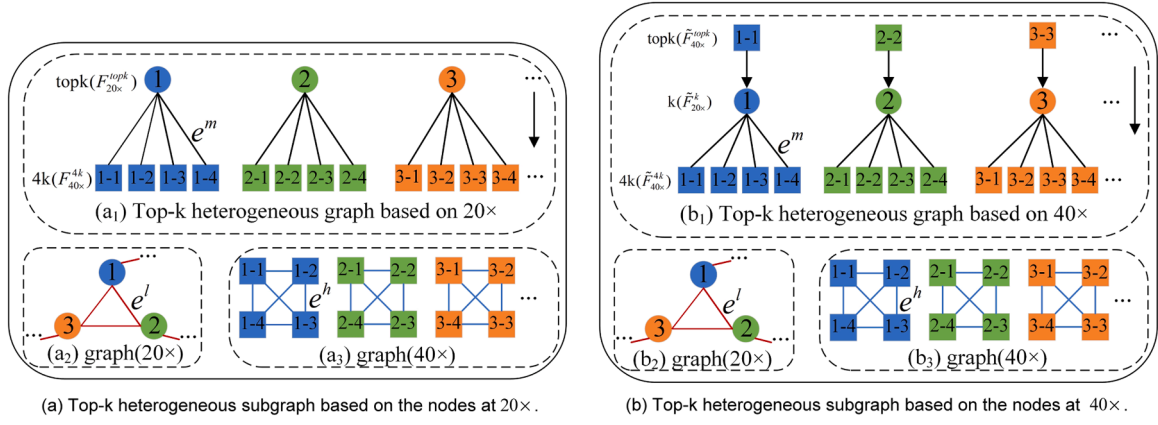 topk(F_{20×}^{topk}) 1 2 3 ...
e^m
4k(F_{40×}^{4k}) 1-1 1-2 1-3 1-4 2-1 2-2 2-3 2-4 3-1 3-2 3-3 3-4 ...
(a₁) Top-k heterogeneous graph based on 20×
1 ...
e^l
... 3 2 ...
(a₂) graph(20×)
1-1 1-2 2-1 2-2 3-1 3-2
e^h ...
1-4 1-3 2-4 2-3 3-4 3-3
(a₃) graph(40×)
(a) Top-k heterogeneous subgraph based on the nodes at 20×.
topk(F̃_{40×}^{topk}) 1-1 2-2 3-3 ...
k(F̃_{20×}^{k}) 1 2 3 ...
e^m
4k(F̃_{40×}^{4k}) 1-1 1-2 1-3 1-4 2-1 2-2 2-3 2-4 3-1 3-2 3-3 3-4 ...
(b₁) Top-k heterogeneous graph based on 40×
1 ...
e^l
... 3 2 ...
(b₂) graph(20×)
1-1 1-2 2-1 2-2 3-1 3-2
e^h ...
1-4 1-3 2-4 2-3 3-4 3-3
(b₃) graph(40×)
(b) Top-k heterogeneous subgraph based on the nodes at 40×.